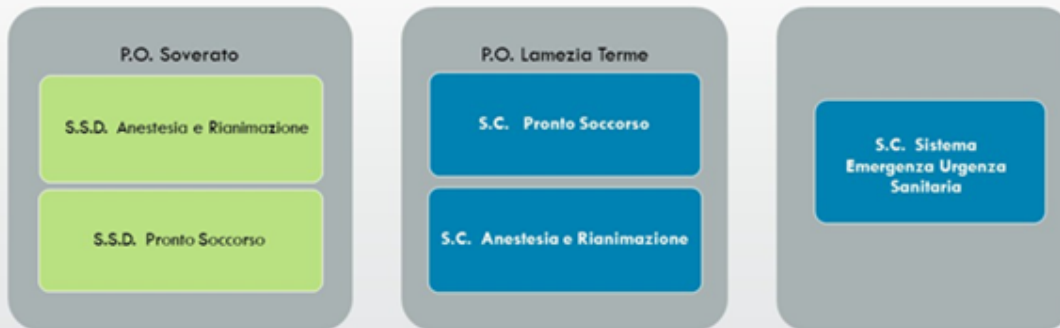 P.O. Soverato
S.S.D. Anestesia e Rianimazione
S.S.D. Pronto Soccorso
P.O. Lamezia Terme
S.C. Pronto Soccorso
S.C. Anestesia e Rianimazione
S.C. Sistema
Emergenza Urgenza
Sanitaria